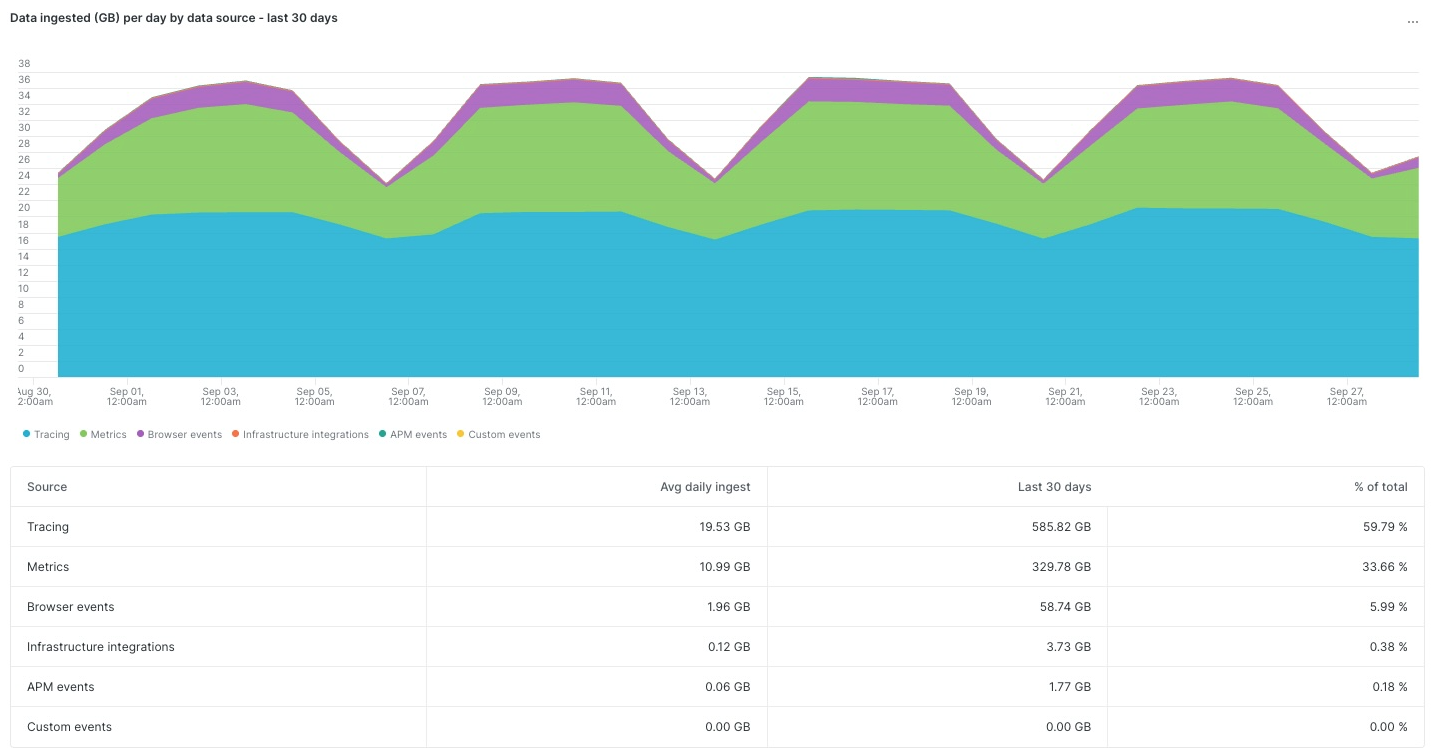 Data ingested (GB) per day by data source - last 30 days
...
38
36
34
32
30
28
26
24
22
20
18
16
14
12
10
8
6
4
2
0
Aug 30, Sep 01, Sep 03, Sep 05, Sep 07, Sep 09, Sep 11, Sep 13, Sep 15, Sep 17, Sep 19, Sep 21, Sep 23, Sep 25, Sep 27,
2:00am 12:00am 12:00am 12:00am 12:00am 12:00am 12:00am 12:00am 12:00am 12:00am 12:00am 12:00am 12:00am 12:00am 12:00am
Tracing Metrics Browser events Infrastructure integrations APM events Custom events
Source Avg daily ingest Last 30 days % of total
Tracing 19.53 GB 585.82 GB 59.79 %
Metrics 10.99 GB 329.78 GB 33.66 %
Browser events 1.96 GB 58.74 GB 5.99 %
Infrastructure integrations 0.12 GB 3.73 GB 0.38 %
APM events 0.06 GB 1.77 GB 0.18 %
Custom events 0.00 GB 0.00 GB 0.00 %